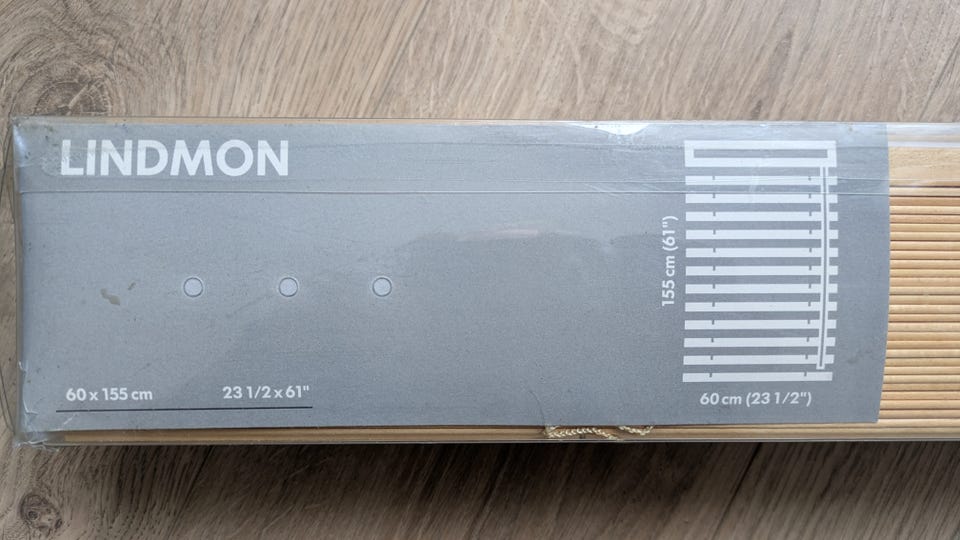 LINDMON
155 cm (61")
60 x 155 cm 23 1/2 x 61"
60 cm (23 1/2")